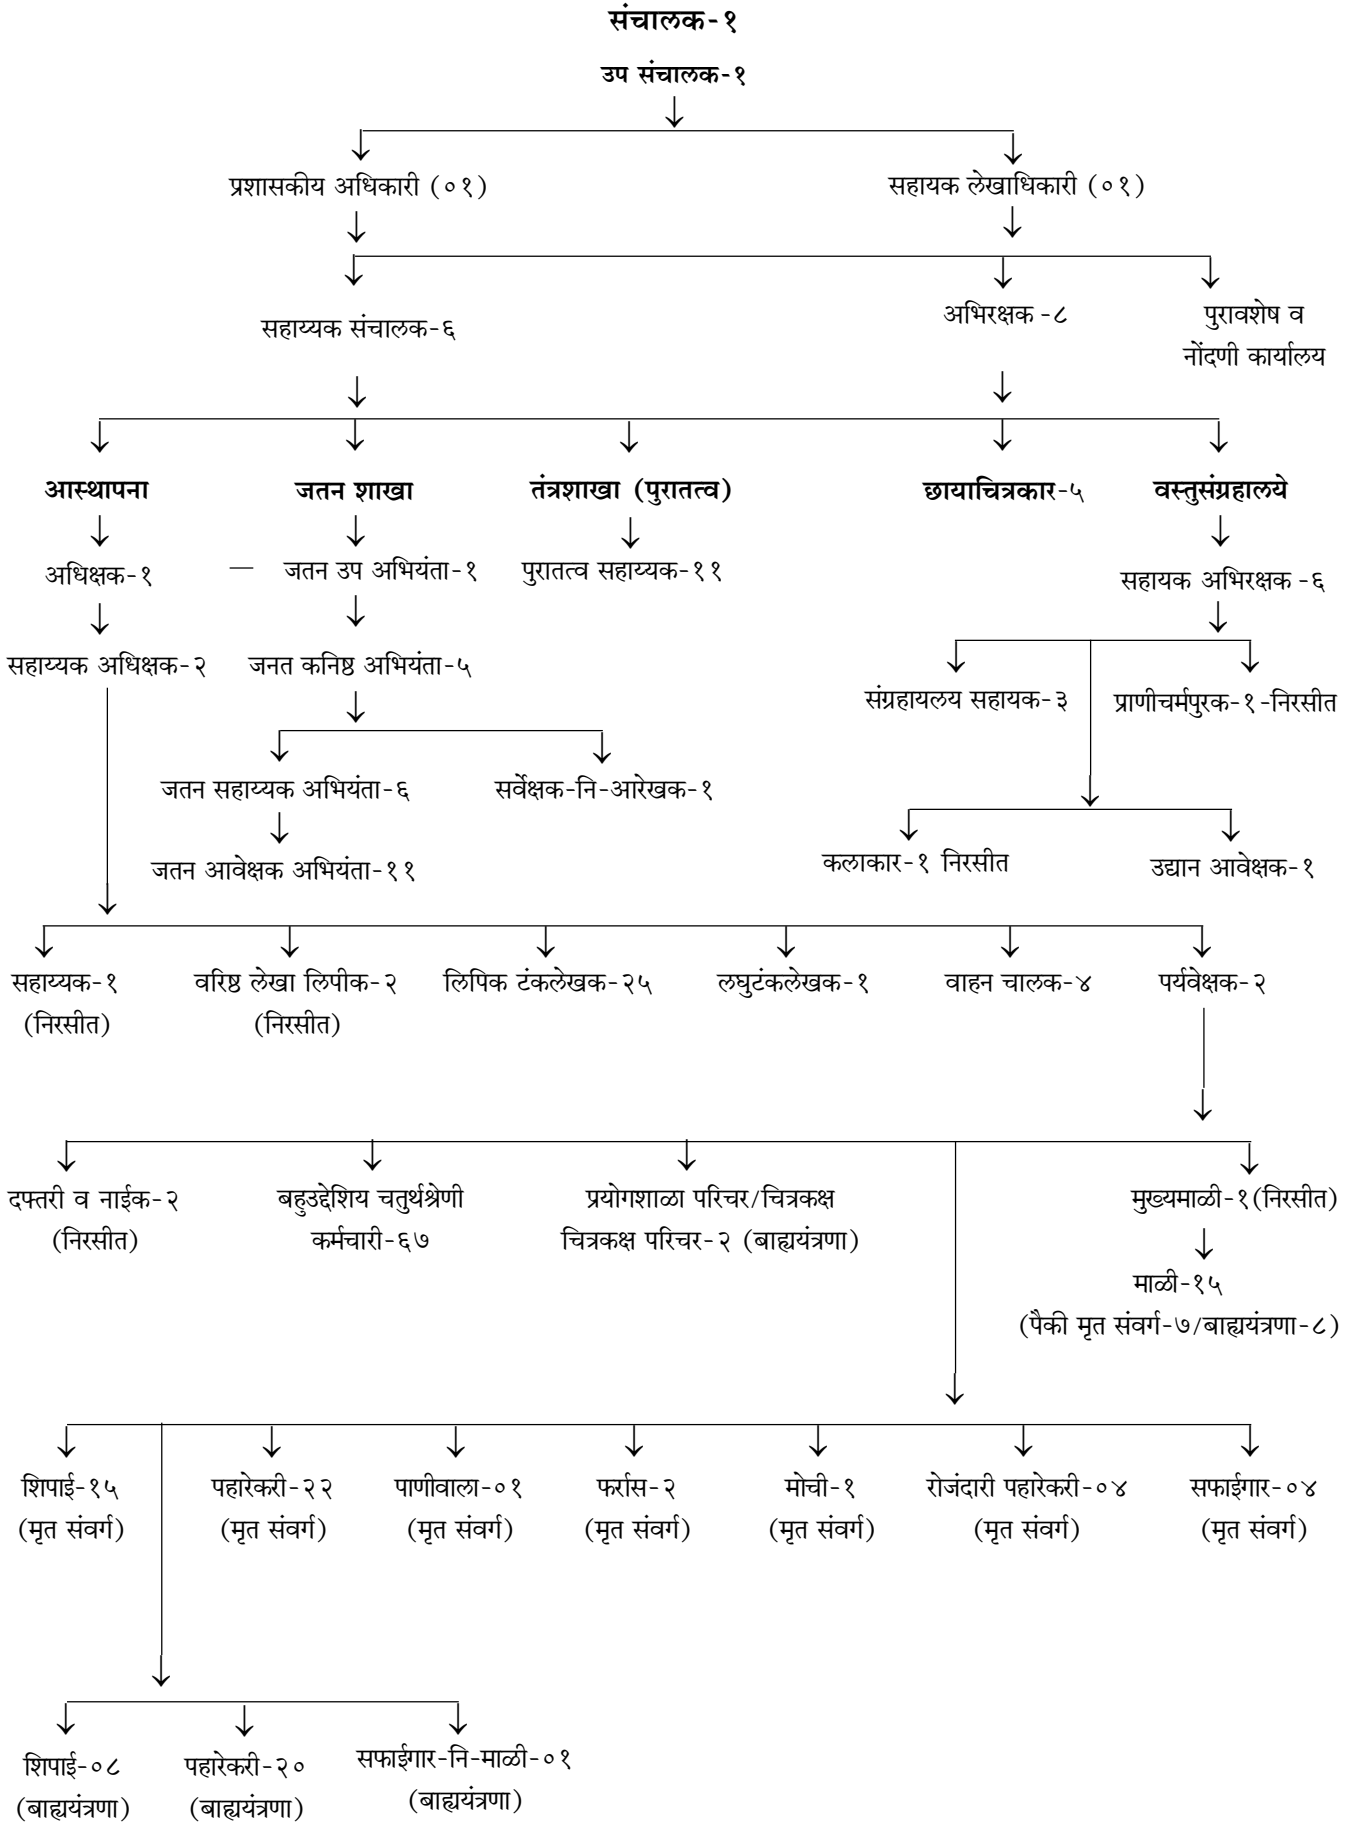 संचालक-१
उप संचालक-१
प्रशासकीय अधिकारी (०१)
सहायक लेखाधिकारी (०१)
सहाय्यक संचालक-६
अभिरक्षक -८
पुरावशेष व
नोंदणी कार्यालय
आस्थापना
जतन शाखा
तंत्रशाखा (पुरातत्व)
छायाचित्रकार-५
वस्तुसंग्रहालये
अधिक्षक-१
— जतन उप अभियंता-१
पुरातत्व सहाय्यक-११
सहायक अभिरक्षक -६
सहाय्यक अधिक्षक-२
जनत कनिष्ठ अभियंता-५
संग्रहायलय सहायक-३
प्राणीचर्मपुरक-१-निरसीत
जतन सहाय्यक अभियंता-६
सर्वेक्षक-नि-आरेखक-१
जतन आवेक्षक अभियंता-११
कलाकार-१ निरसीत
उद्यान आवेक्षक-१
सहाय्यक-१
(निरसीत)
वरिष्ठ लेखा लिपीक-२
(निरसीत)
लिपिक टंकलेखक-२५
लघुटंकलेखक-१
वाहन चालक-४
पर्यवेक्षक-२
दफ्तरी व नाईक-२
(निरसीत)
बहुउद्देशिय चतुर्थश्रेणी
कर्मचारी-६७
प्रयोगशाळा परिचर/चित्रकक्ष
चित्रकक्ष परिचर-२ (बाह्ययंत्रणा)
मुख्यमाळी-१(निरसीत)
माळी-१५
(पैकी मृत संवर्ग-७/बाह्ययंत्रणा-८)
शिपाई-१५
(मृत संवर्ग)
पहारेकरी-२२
(मृत संवर्ग)
पाणीवाला-०१
(मृत संवर्ग)
फर्रास-२
(मृत संवर्ग)
मोची-१
(मृत संवर्ग)
रोजंदारी पहारेकरी-०४
(मृत संवर्ग)
सफाईगार-०४
(मृत संवर्ग)
शिपाई-०८
(बाह्ययंत्रणा)
पहारेकरी-२०
(बाह्ययंत्रणा)
सफाईगार-नि-माळी-०१
(बाह्ययंत्रणा)